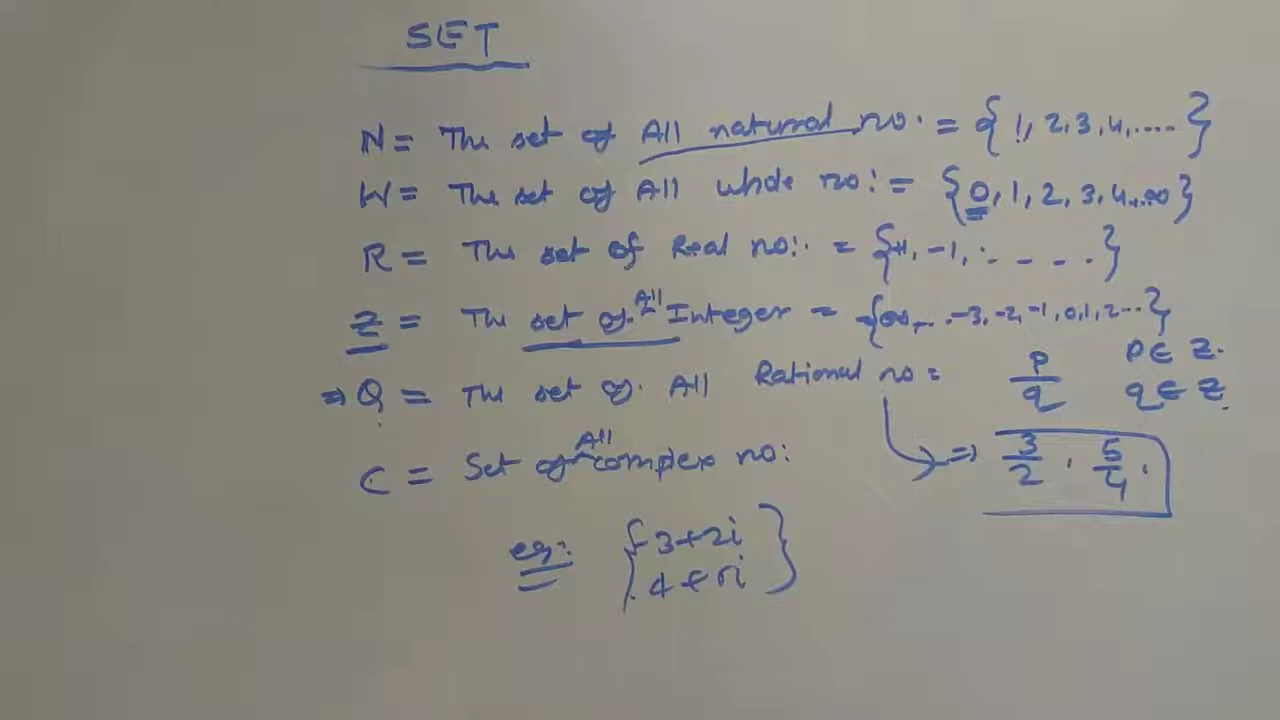 SET
N = The set of All natural no. = {1, 2, 3, 4, ....}
W = The set of All whole no: = {0, 1, 2, 3, 4, ..∞}
R = The set of Real no: = {+1, -1, . - - - .}
Z = The set of All Integer = {∞, .. -3, -2, -1, 0, 1, 2...}
⇒ Q = The set of All Rational no = p/q p ∈ Z. q ∈ Z.
⇒ 3/2 , 5/4 .
C = Set of All complex no:
eg: {3+2i
4+5i}